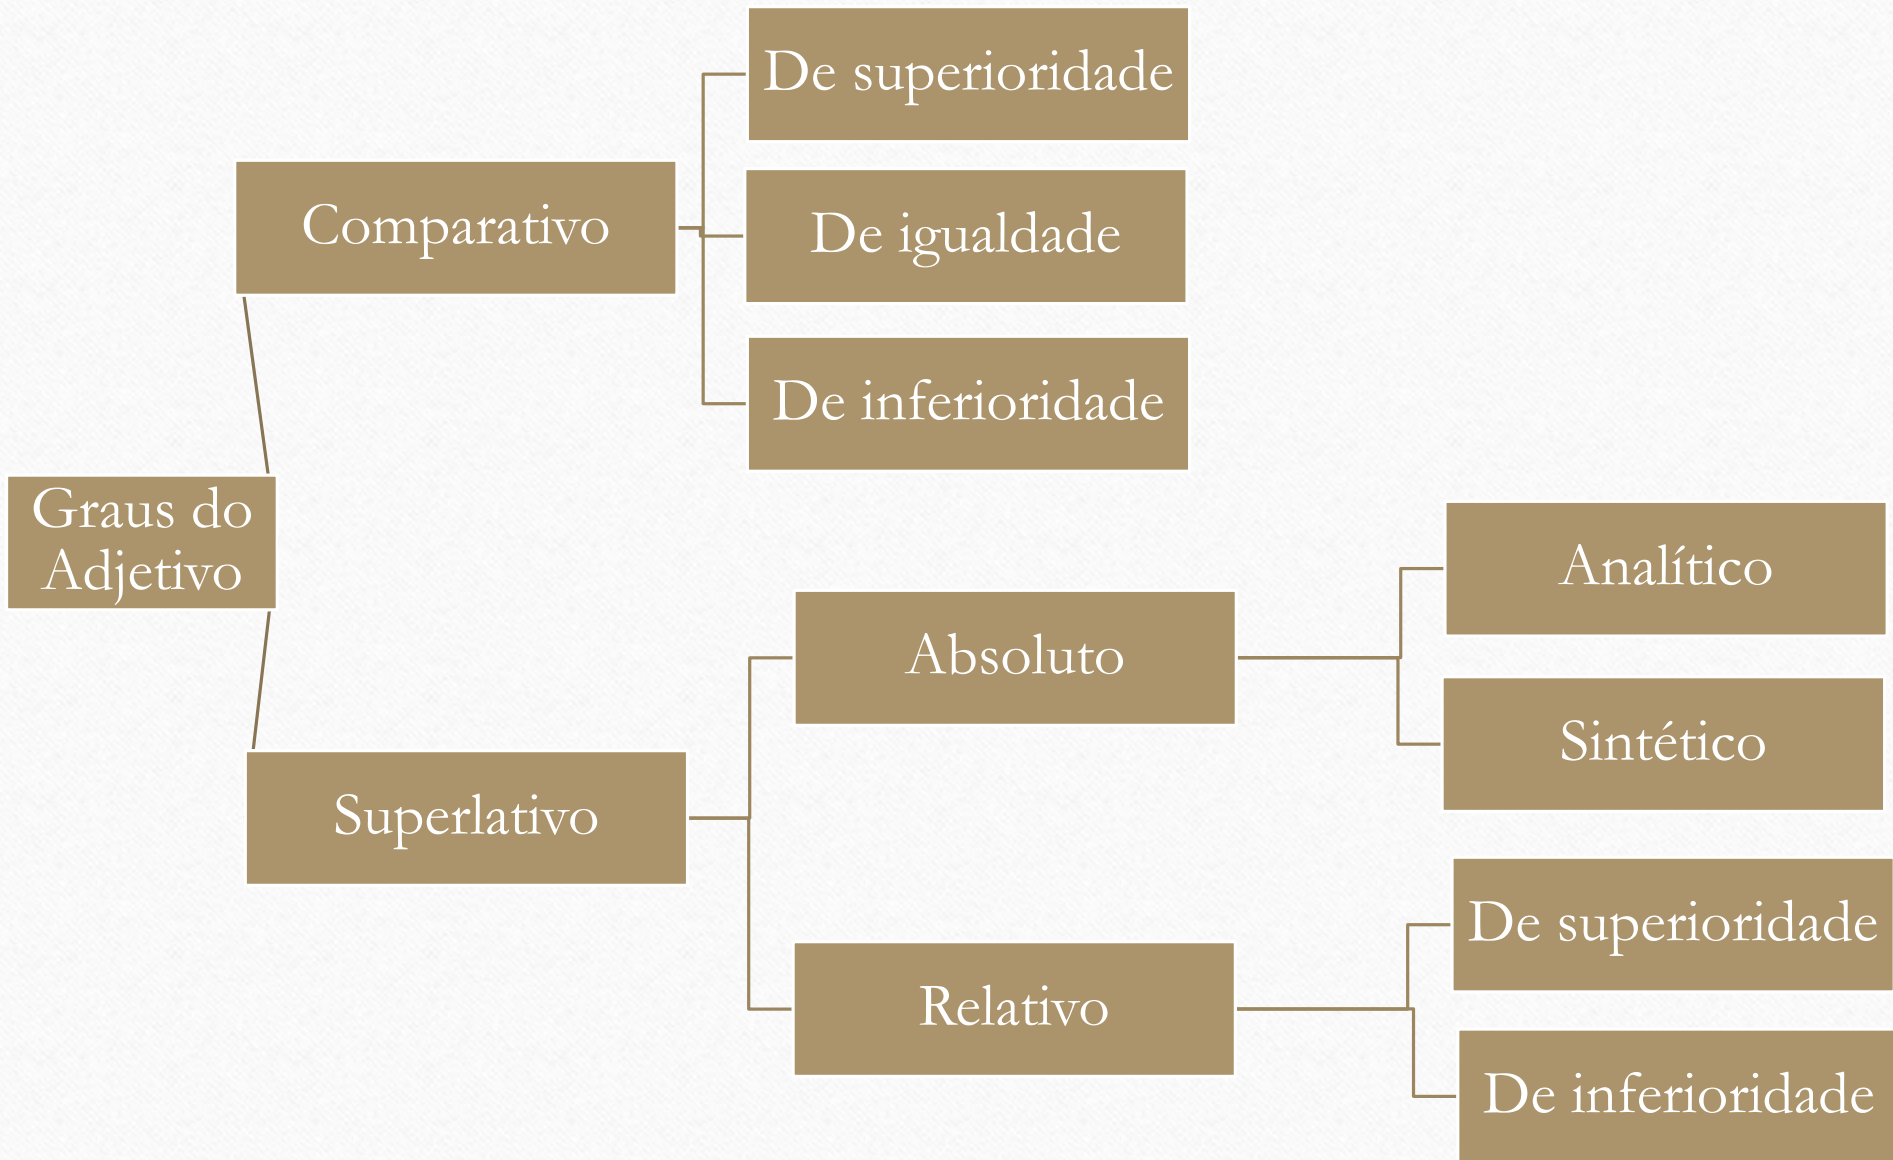 Graus do
Adjetivo
Comparativo
De superioridade
De igualdade
De inferioridade
Superlativo
Absoluto
Analítico
Sintético
Relativo
De superioridade
De inferioridade